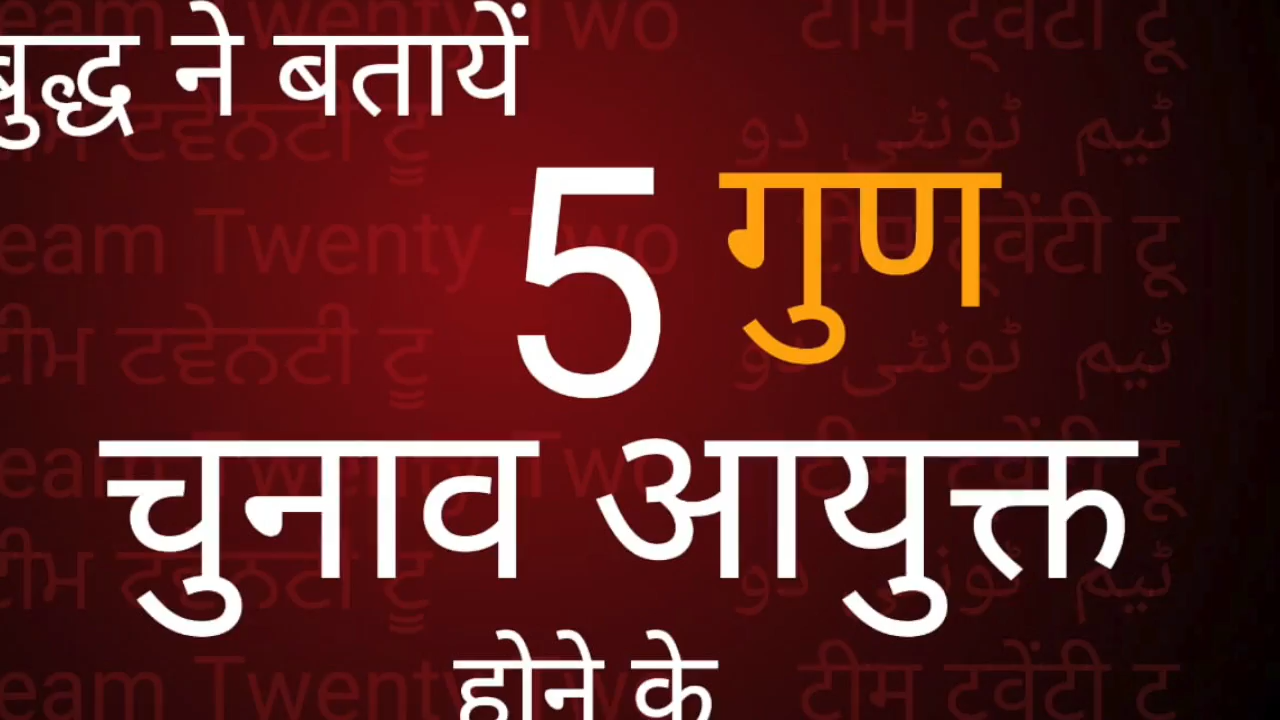 बुद्ध ने बतायें
5 गुण
चुनाव आयुक्त
होने के